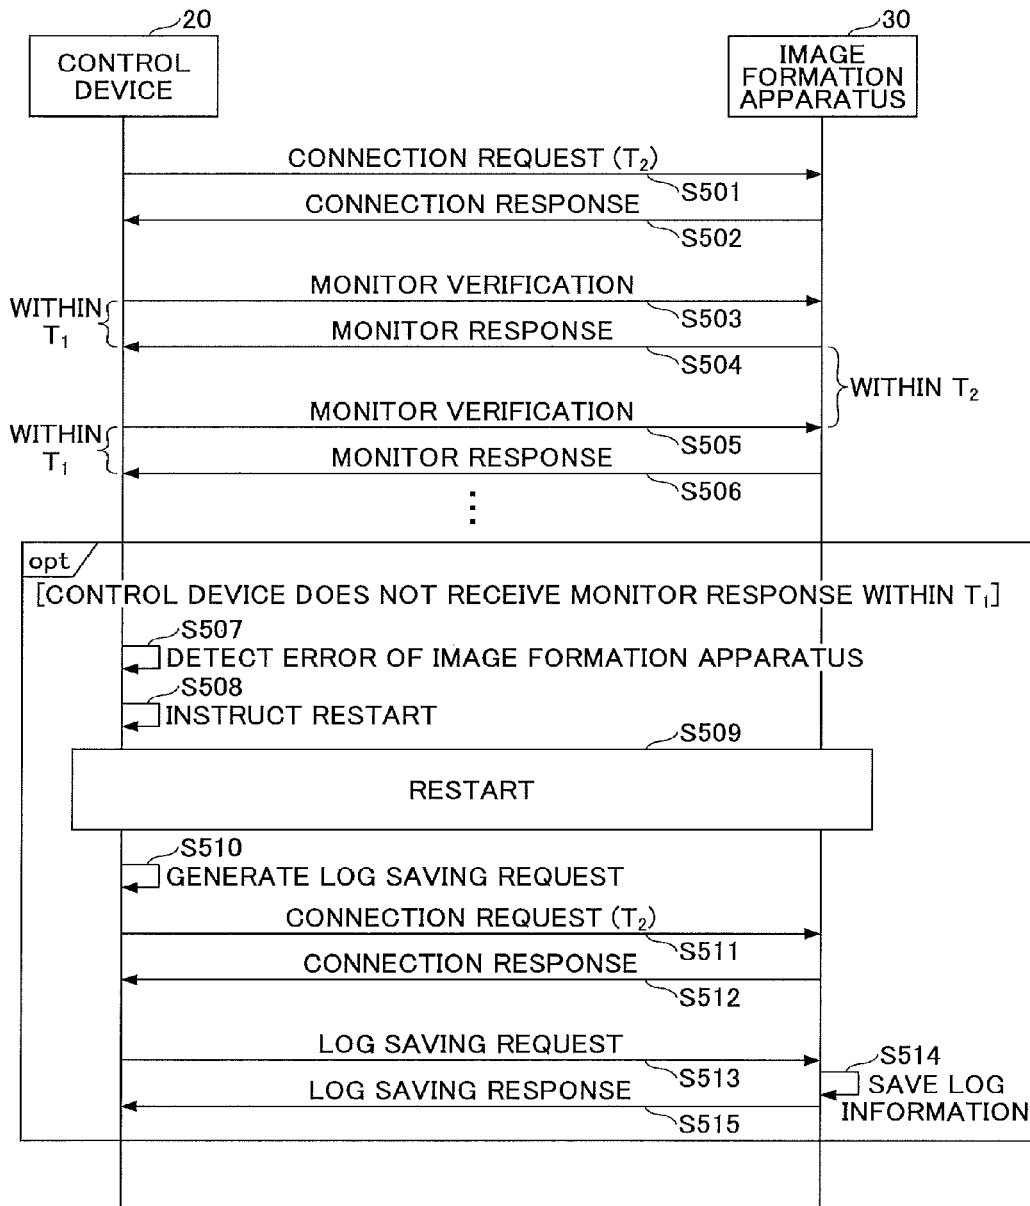 20
30
CONTROL
DEVICE
IMAGE
FORMATION
APPARATUS
CONNECTION REQUEST (T2)
S501
CONNECTION RESPONSE
S502
MONITOR VERIFICATION
S503
WITHIN
T1
MONITOR RESPONSE
S504
WITHIN T2
MONITOR VERIFICATION
S505
WITHIN
T1
MONITOR RESPONSE
S506
opt
[CONTROL DEVICE DOES NOT RECEIVE MONITOR RESPONSE WITHIN T1]
S507
DETECT ERROR OF IMAGE FORMATION APPARATUS
S508
INSTRUCT RESTART
S509
RESTART
S510
GENERATE LOG SAVING REQUEST
CONNECTION REQUEST (T2)
S511
CONNECTION RESPONSE
S512
LOG SAVING REQUEST
S513
S514
SAVE LOG
INFORMATION
LOG SAVING RESPONSE
S515